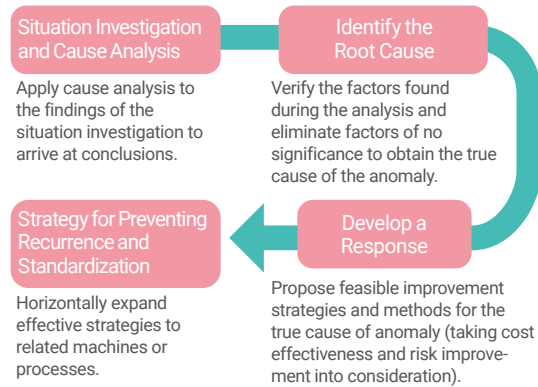 Situation Investigation
and Cause Analysis
Apply cause analysis to
the findings of the
situation investigation to
arrive at conclusions.
Identify the
Root Cause
Verify the factors found
during the analysis and
eliminate factors of no
significance to obtain the true
cause of the anomaly.
Develop a
Response
Propose feasible improvement
strategies and methods for the
true cause of anomaly (taking cost
effectiveness and risk improve-
ment into consideration).
Strategy for Preventing
Recurrence and
Standardization
Horizontally expand
effective strategies to
related machines or
processes.